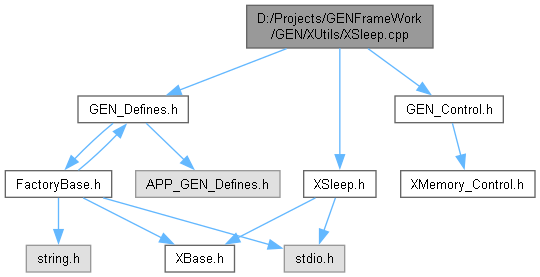 D:/Projects/GENFrameWork
/GEN/XUtils/XSleep.cpp
GEN_Defines.h
GEN_Control.h
FactoryBase.h
APP_GEN_Defines.h
XSleep.h
XMemory_Control.h
string.h
XBase.h
stdio.h